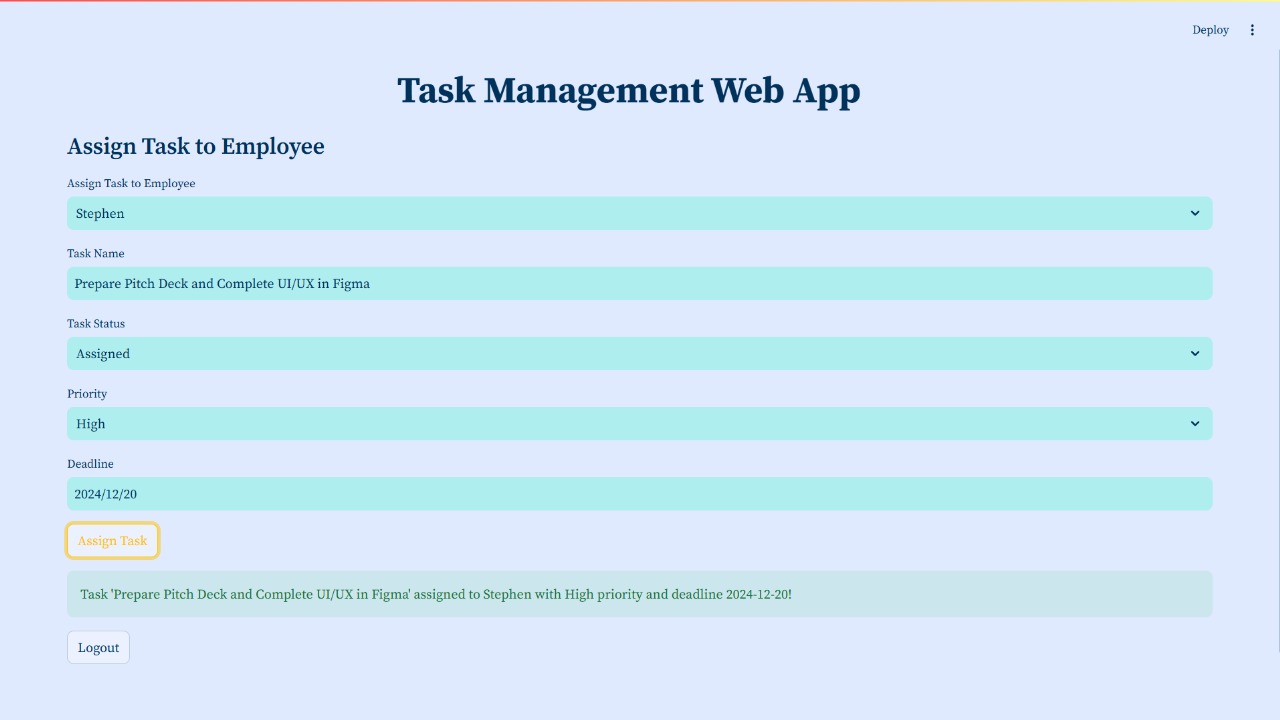 Deploy
Task Management Web App
Assign Task to Employee
Assign Task to Employee
Stephen
Task Name
Prepare Pitch Deck and Complete UI/UX in Figma
Task Status
Assigned
Priority
High
Deadline
2024/12/20
Assign Task
Task 'Prepare Pitch Deck and Complete UI/UX in Figma' assigned to Stephen with High priority and deadline 2024-12-20!
Logout